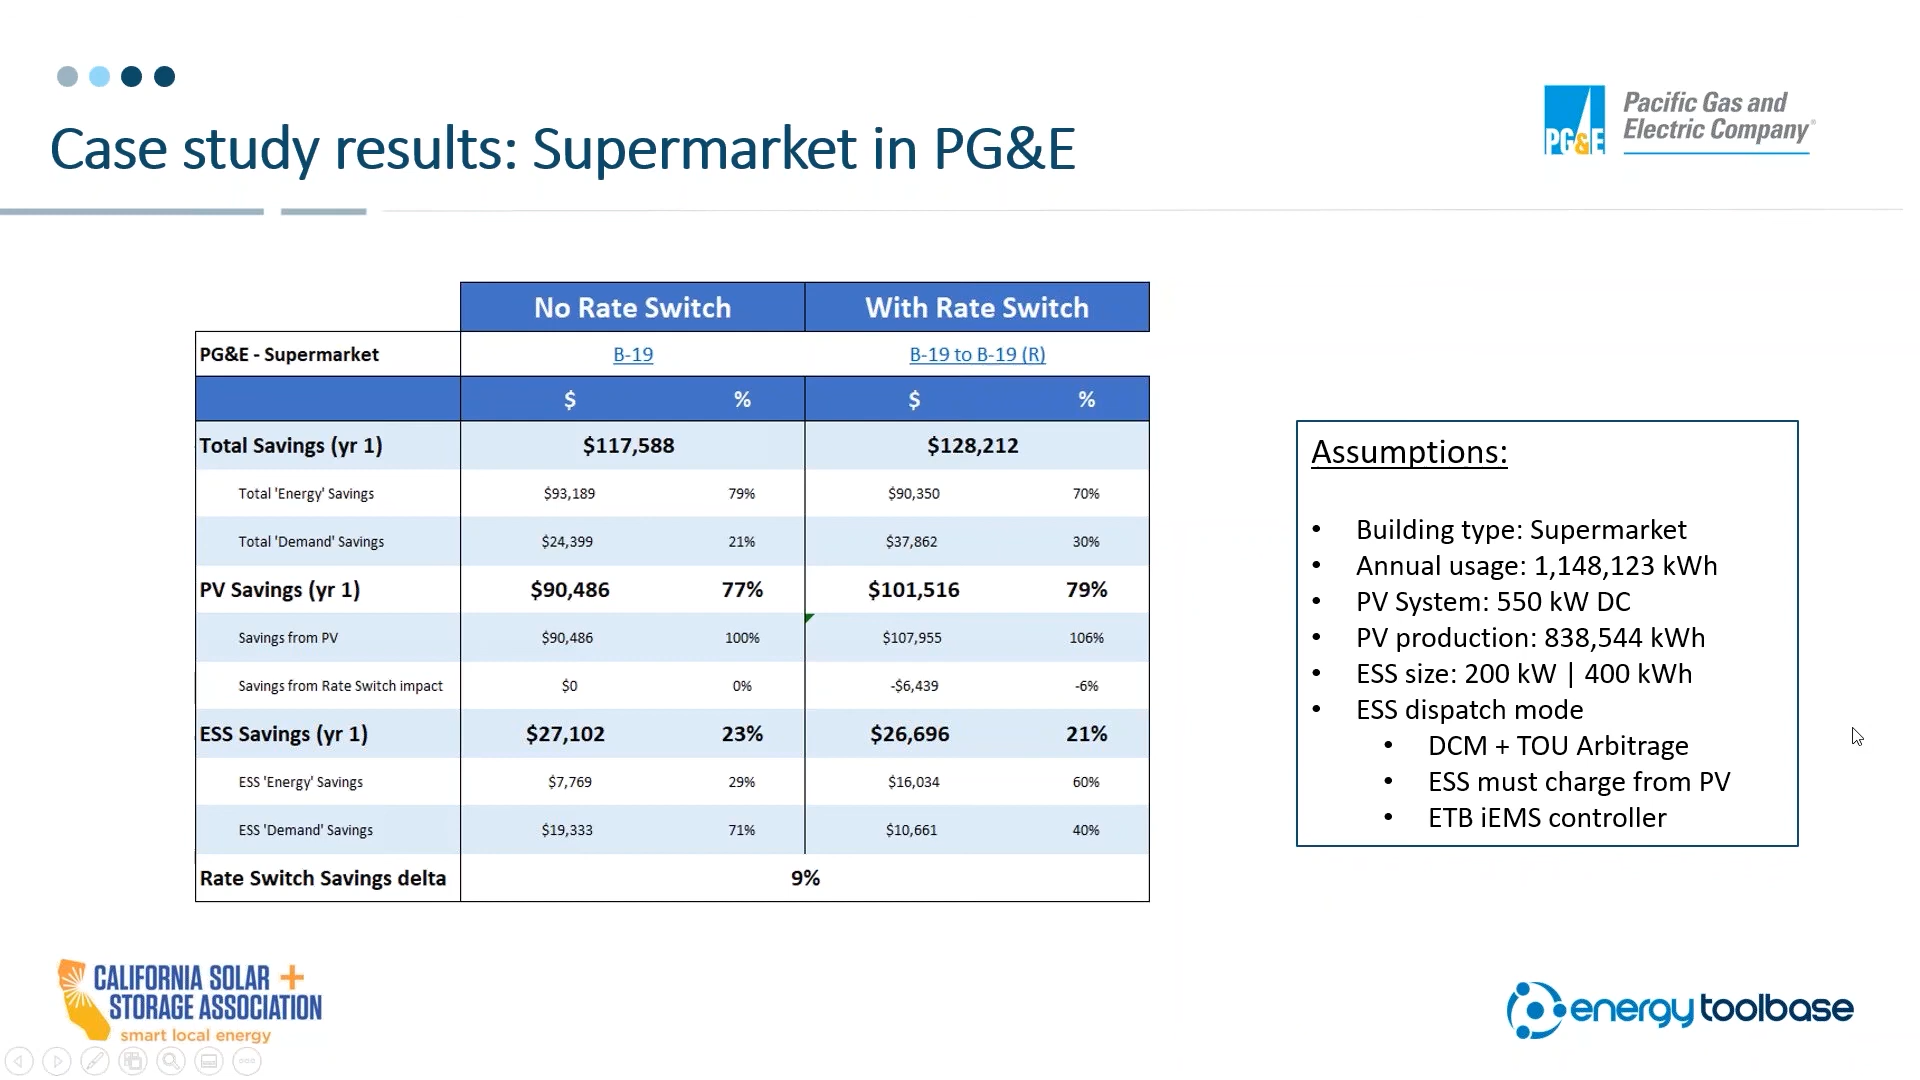 Case study results: Supermarket in PG&E
PG&E
Pacific Gas and
Electric Company®
No Rate Switch With Rate Switch
PG&E - Supermarket B-19 B-19 to B-19 (R)
$ % $ %
Total Savings (yr 1) $117,588 $128,212
Total 'Energy' Savings $93,189 79% $90,350 70%
Total 'Demand' Savings $24,399 21% $37,862 30%
PV Savings (yr 1) $90,486 77% $101,516 79%
Savings from PV $90,486 100% $107,955 106%
Savings from Rate Switch impact $0 0% -$6,439 -6%
ESS Savings (yr 1) $27,102 23% $26,696 21%
ESS 'Energy' Savings $7,769 29% $16,034 60%
ESS 'Demand' Savings $19,333 71% $10,661 40%
Rate Switch Savings delta 9%
Assumptions:
• Building type: Supermarket
• Annual usage: 1,148,123 kWh
• PV System: 550 kW DC
• PV production: 838,544 kWh
• ESS size: 200 kW | 400 kWh
• ESS dispatch mode
• DCM + TOU Arbitrage
• ESS must charge from PV
• ETB iEMS controller
CALIFORNIA SOLAR +
STORAGE ASSOCIATION
smart local energy
energy toolbase